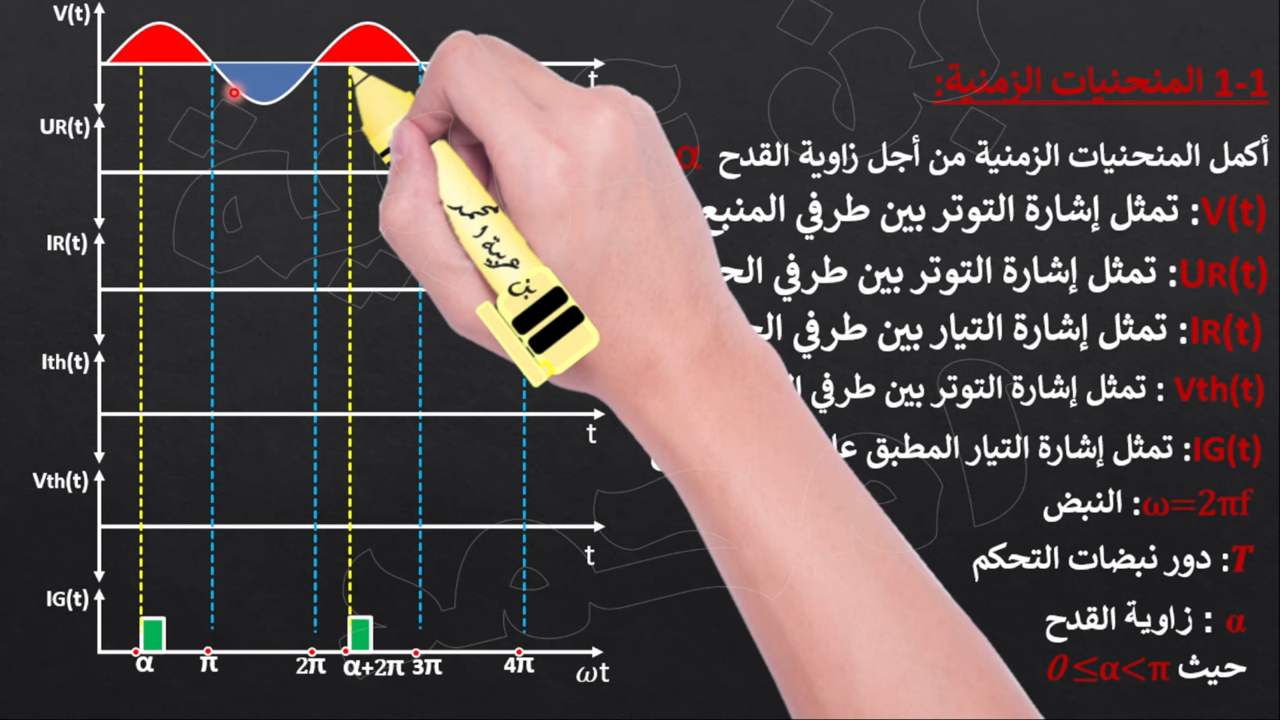 1-1 المنحنيات الزمنية:
أكمل المنحنيات الزمنية من أجل زاوية القدح α
V(t): تمثل إشارة التوتر بين طرفي المنبع
UR(t): تمثل إشارة التوتر بين طرفي
IR(t): تمثل إشارة التيار بين طرفي
Vth(t) : تمثل إشارة التوتر بين طرفي
IG(t): تمثل إشارة التيار المطبق
ω=2πf: النبض
T: دور نبضات التحكم
α : زاوية القدح
حيث 0≤α<π
V(t)
t
UR(t)
IR(t)
Ith(t)
t
Vth(t)
t
IG(t)
α π 2π α+2π 3π 4π
ωt